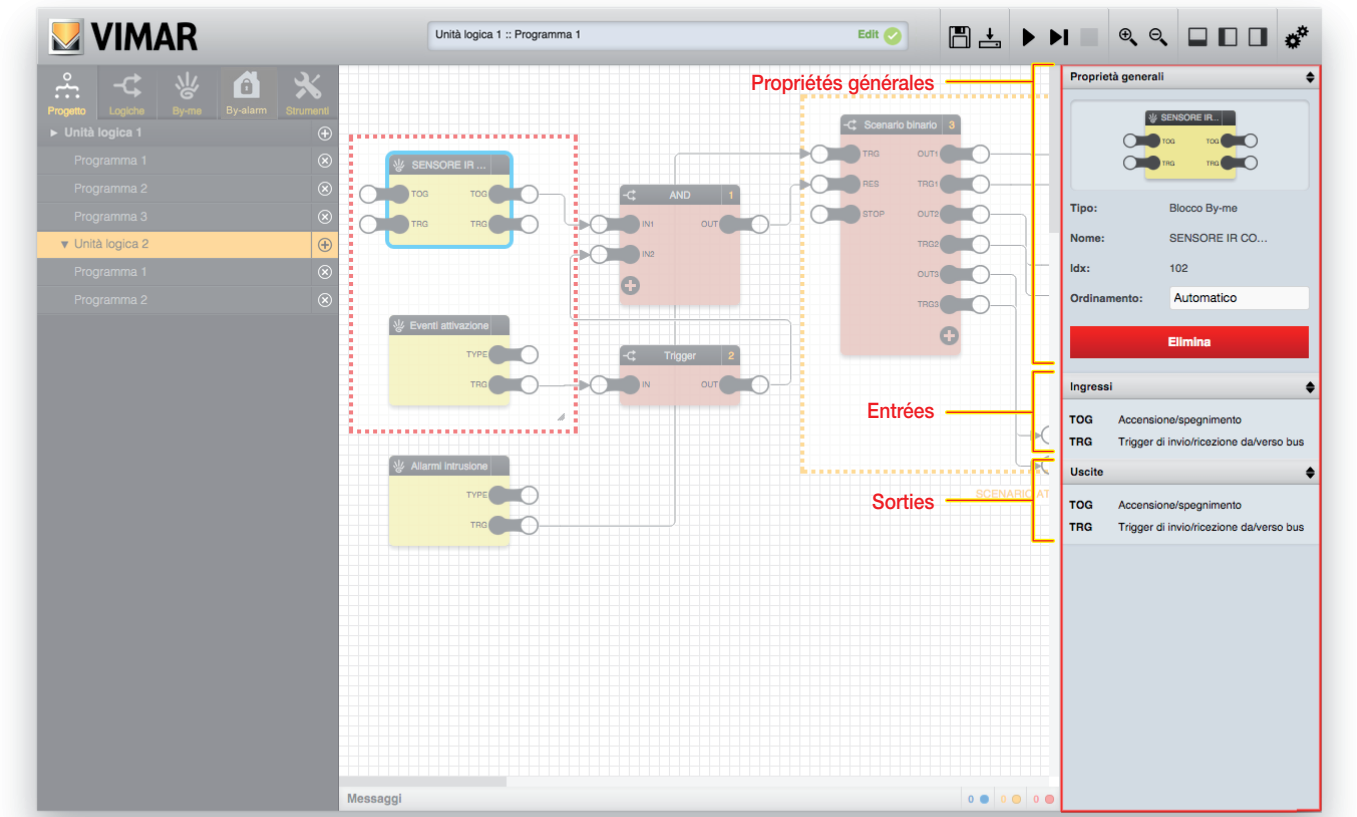 VIMAR
Unità logica 1 :: Programma 1
Edit
Progetto
Logiche
By-me
By-alarm
Strumenti
Unità logica 1
Programma 1
Programma 2
Programma 3
Unità logica 2
Programma 1
Programma 2
SENSORE IR ...
TOG TOG
TRG TRG
Eventi attivazione
TYPE
TRG
Allarmi intrusione
TYPE
TRG
AND 1
IN1 OUT
IN2
Trigger 2
IN OUT
Scenario binario 3
TRG OUT1
RES TRG1
STOP OUT2
TRG2
OUT3
TRG3
SCENARIO AT
Propriétés générales
Entrées
Sorties
Proprietà generali
SENSORE IR...
TOG TOG
TRG TRG
Tipo: Blocco By-me
Nome: SENSORE IR CO...
Idx: 102
Ordinamento: Automatico
Elimina
Ingressi
TOG Accensione/spegnimento
TRG Trigger di invio/ricezione da/verso bus
Uscite
TOG Accensione/spegnimento
TRG Trigger di invio/ricezione da/verso bus
Messaggi
0 0 0